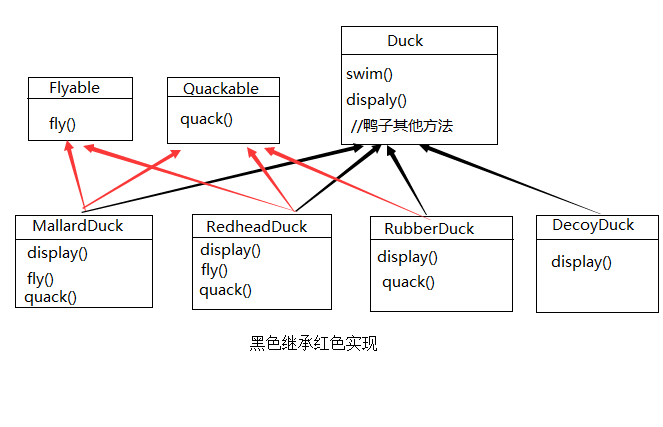 Duck
swim()
dispaly()
//鸭子其他方法
Flyable
fly()
Quackable
quack()
MallardDuck
display()
fly()
quack()
RedheadDuck
display()
fly()
quack()
RubberDuck
display()
quack()
DecoyDuck
display()
黑色继承红色实现